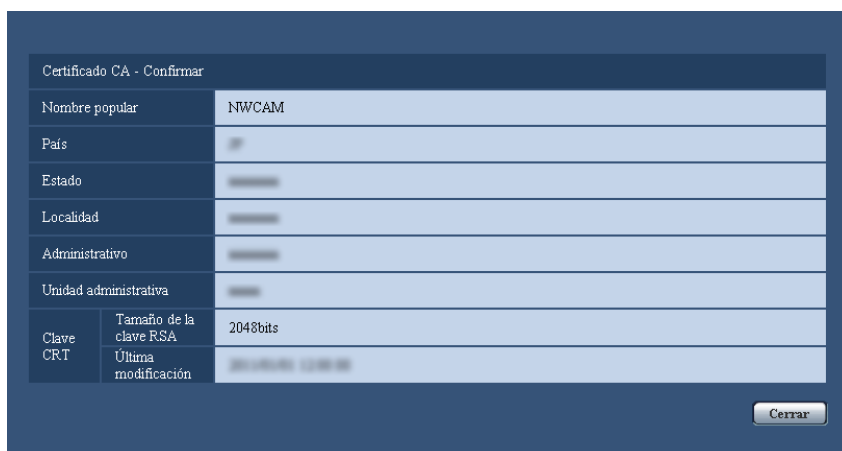 Certificado CA - Confirmar
Nombre popular
NWCAM
País
Estado
Localidad
Administrativo
Unidad administrativa
Clave
CRT
Tamaño de la
clave RSA
2048bits
Última
modificación
Cerrar